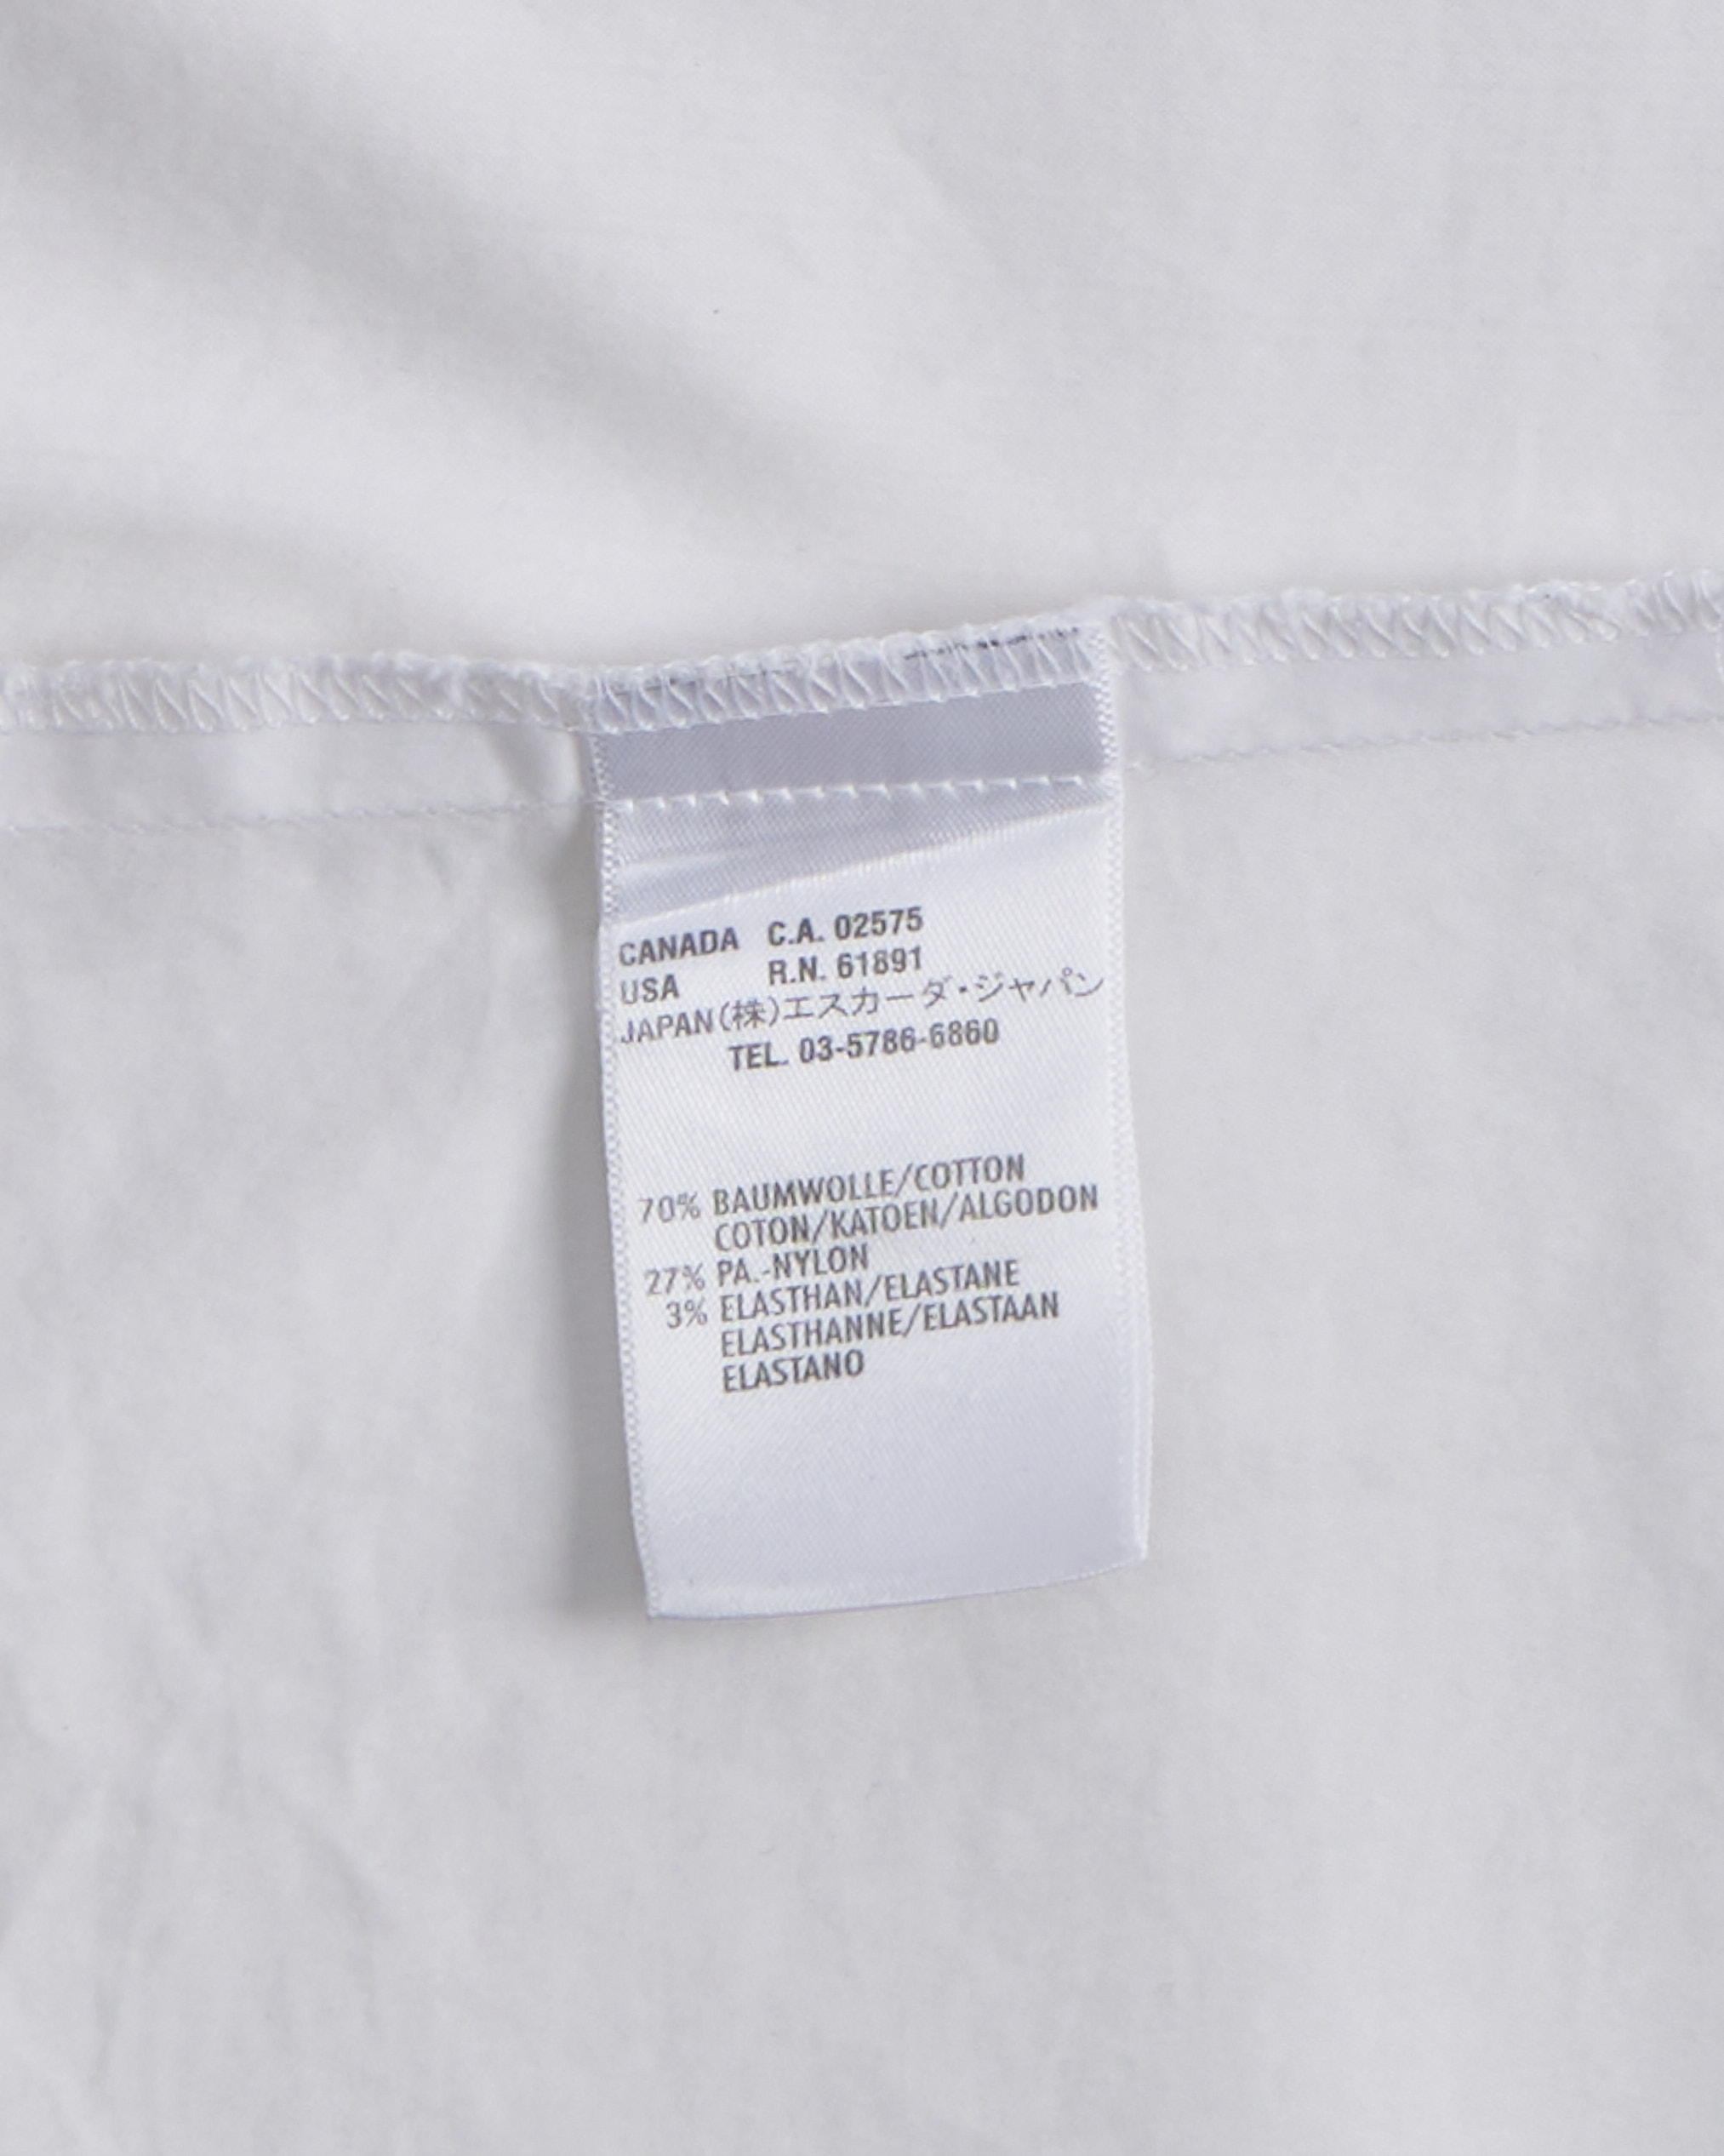 CANADA C.A. 02575
USA R.N. 61891
JAPAN(株)エスカーダ・ジャパン
TEL. 03-5786-6860
70% BAUMWOLLE/COTTON
COTON/KATOEN/ALGODON
27% PA.-NYLON
3% ELASTHAN/ELASTANE
ELASTHANNE/ELASTAAN
ELASTANO